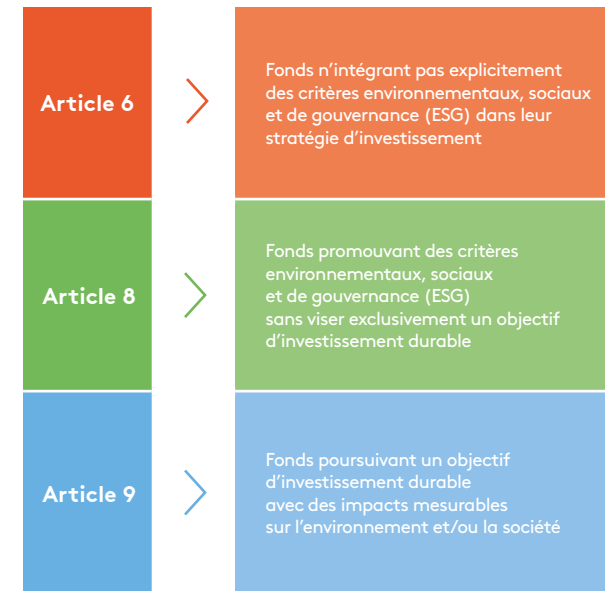 Article 6
Fonds n’intégrant pas explicitement
des critères environnementaux, sociaux
et de gouvernance (ESG) dans leur
stratégie d’investissement
Article 8
Fonds promouvant des critères
environnementaux, sociaux
et de gouvernance (ESG)
sans viser exclusivement un objectif
d’investissement durable
Article 9
Fonds poursuivant un objectif
d’investissement durable
avec des impacts mesurables
sur l’environnement et/ou la société